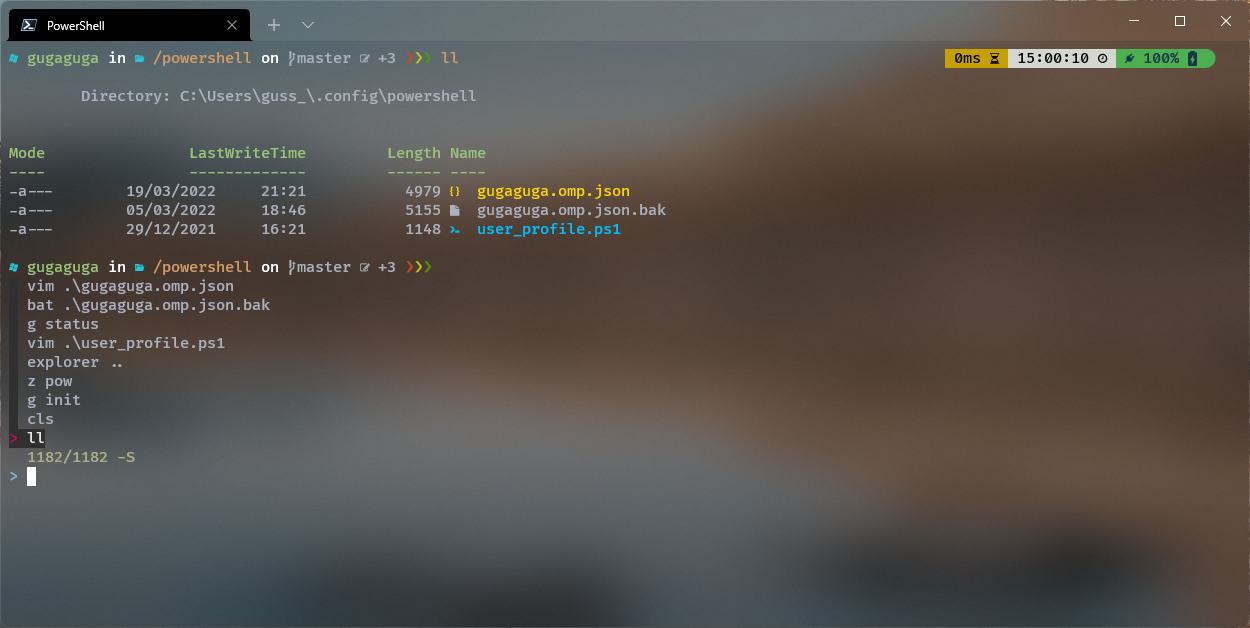 PowerShell
gugaguga in /powershell on master +3 ll 0ms 15:00:10 100%
Directory: C:\Users\guss_\.config\powershell
Mode LastWriteTime Length Name
---- ------------- ------ ----
-a--- 19/03/2022 21:21 4979 {} gugaguga.omp.json
-a--- 05/03/2022 18:46 5155 gugaguga.omp.json.bak
-a--- 29/12/2021 16:21 1148 user_profile.ps1
gugaguga in /powershell on master +3
vim .\gugaguga.omp.json
bat .\gugaguga.omp.json.bak
g status
vim .\user_profile.ps1
explorer ..
z pow
g init
cls
> ll
1182/1182 -S
>